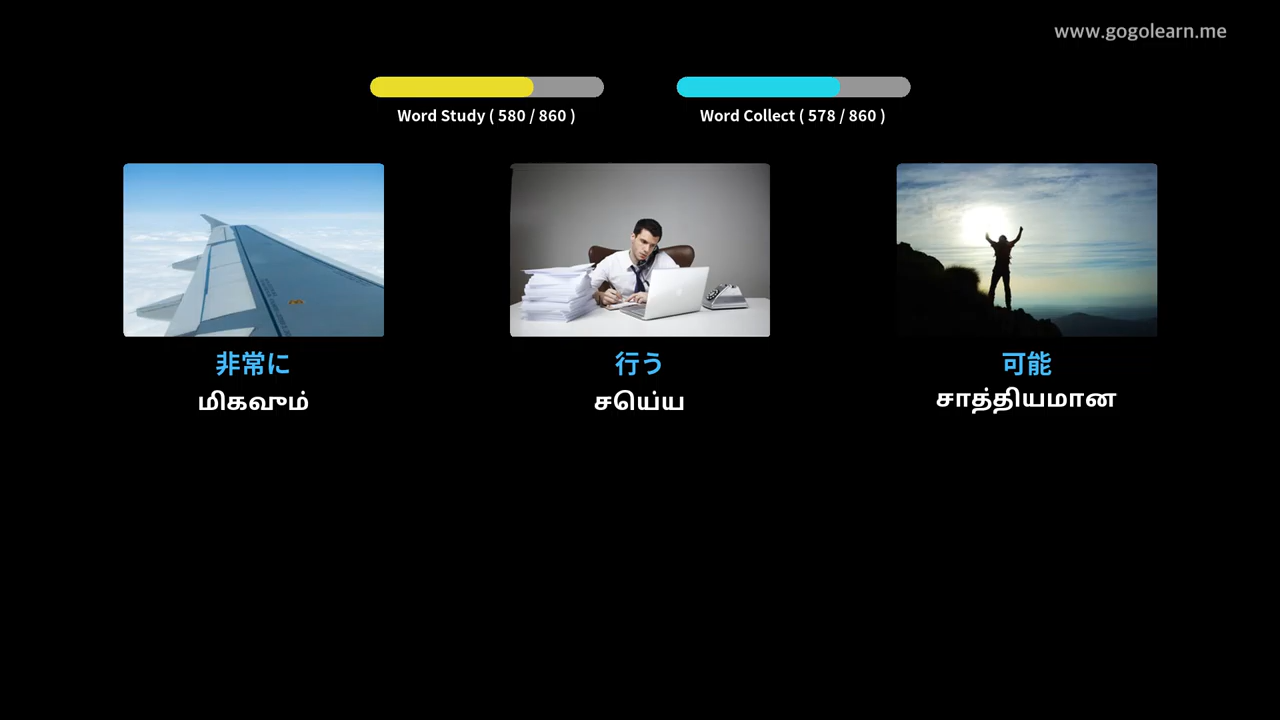 www.gogolearn.me
Word Study ( 580 / 860 )
Word Collect ( 578 / 860 )
非常に
行う
可能
மிகவும்
செய்ய
சாத்தியமான